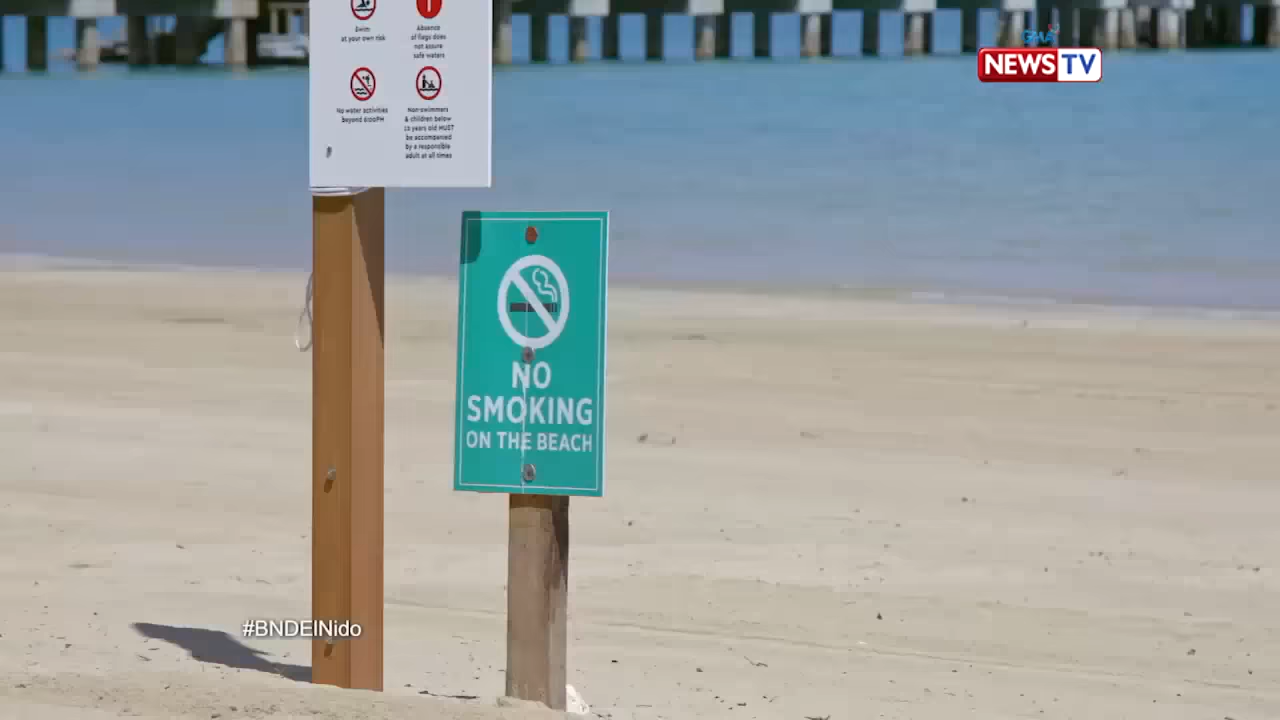 Swim
at your own risk
Absence
of flags does
not assure
safe waters
No water activities
beyond 6:00PM
Non-swimmers
& children below
12 years old MUST
be accompanied
by a responsible
adult at all times
GMA
NEWS TV
NO
SMOKING
ON THE BEACH
#BNDElNido